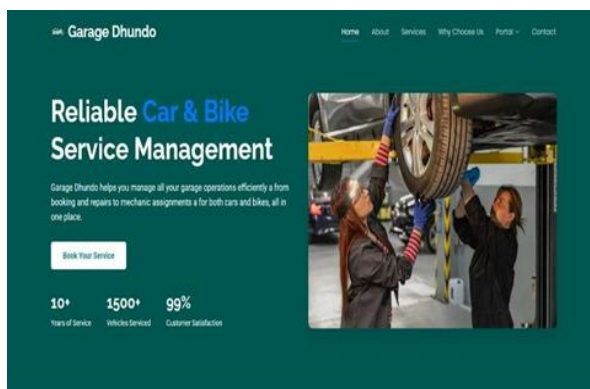 Garage Dhundo
Home About Services Why Choose Us Portal Contact
Reliable Car & Bike
Service Management
Garage Dhundo helps you manage all your garage operations efficiently a from
booking and repairs to mechanic assignments a for both cars and bikes, all in
one place.
Book Your Service
10+ 1500+ 99%
Years of Service Vehicles Serviced Customer Satisfaction